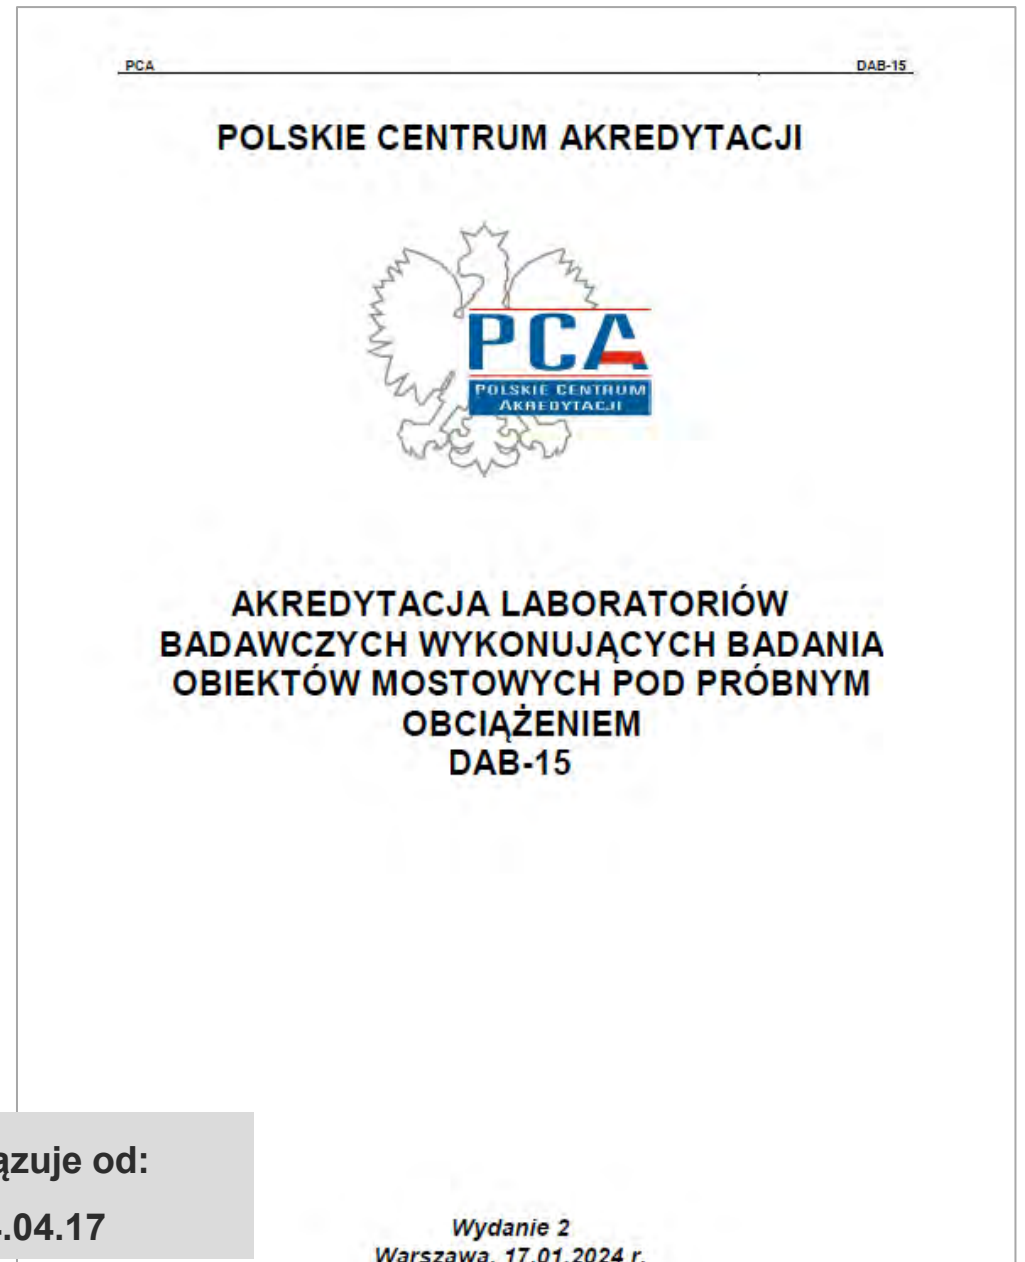 PCA DAB-15
POLSKIE CENTRUM AKREDYTACJI
PCA
POLSKIE CENTRUM
AKREDYTACJI
AKREDYTACJA LABORATORIÓW
BADAWCZYCH WYKONUJĄCYCH BADANIA
OBIEKTÓW MOSTOWYCH POD PRÓBNYM
OBCIĄŻENIEM
DAB-15
ązuje od:
.04.17
Wydanie 2
Warszawa, 17.01.2024 r.